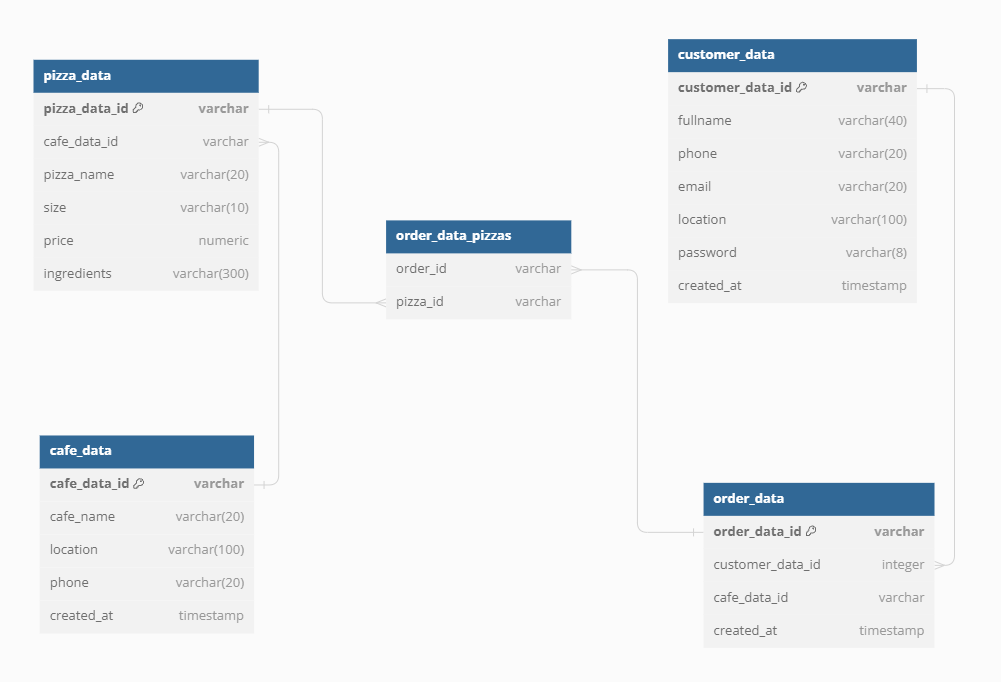 pizza_data
pizza_data_id varchar
cafe_data_id varchar
pizza_name varchar(20)
size varchar(10)
price numeric
ingredients varchar(300)
customer_data
customer_data_id varchar
fullname varchar(40)
phone varchar(20)
email varchar(20)
location varchar(100)
password varchar(8)
created_at timestamp
order_data_pizzas
order_id varchar
pizza_id varchar
cafe_data
cafe_data_id varchar
cafe_name varchar(20)
location varchar(100)
phone varchar(20)
created_at timestamp
order_data
order_data_id varchar
customer_data_id integer
cafe_data_id varchar
created_at timestamp